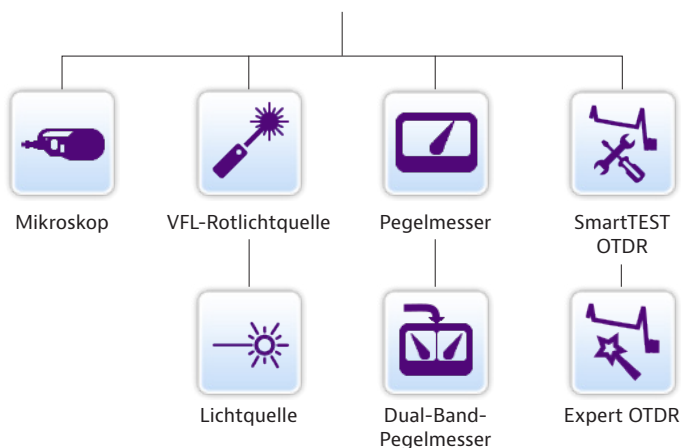 Mikroskop
VFL-Rotlichtquelle
Pegelmesser
SmartTEST
OTDR
Lichtquelle
Dual-Band-
Pegelmesser
Expert OTDR